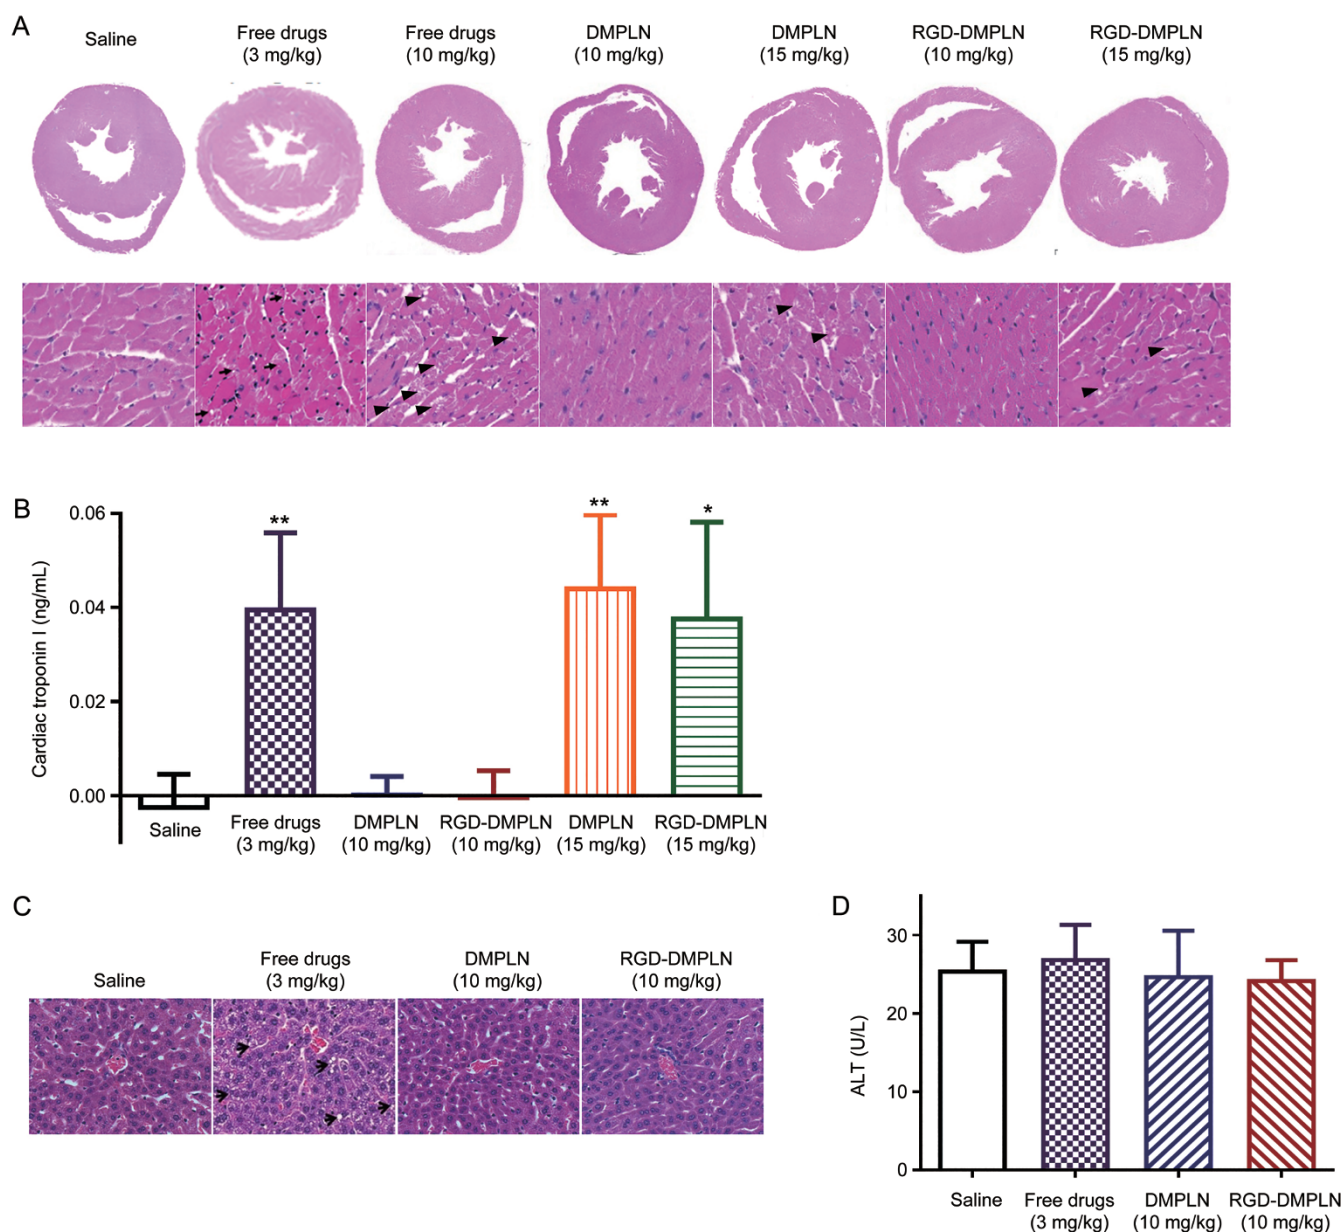 A
Saline
Free drugs
(3 mg/kg)
Free drugs
(10 mg/kg)
DMPLN
(10 mg/kg)
DMPLN
(15 mg/kg)
RGD-DMPLN
(10 mg/kg)
RGD-DMPLN
(15 mg/kg)
B
Cardiac troponin I (ng/mL)
0.06
0.04
0.02
0.00
**
**
*
Saline
Free drugs
(3 mg/kg)
DMPLN
(10 mg/kg)
RGD-DMPLN
(10 mg/kg)
DMPLN
(15 mg/kg)
RGD-DMPLN
(15 mg/kg)
C
Saline
Free drugs
(3 mg/kg)
DMPLN
(10 mg/kg)
RGD-DMPLN
(10 mg/kg)
D
ALT (U/L)
30
20
10
0
Saline
Free drugs
(3 mg/kg)
DMPLN
(10 mg/kg)
RGD-DMPLN
(10 mg/kg)